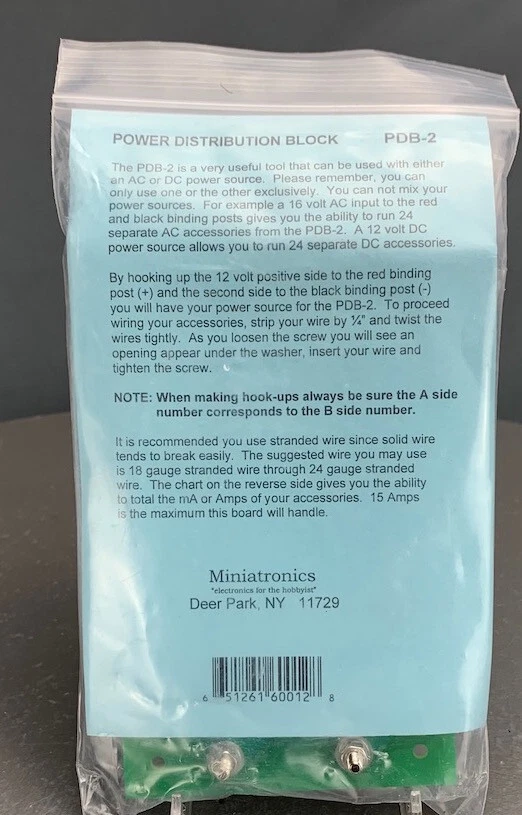 POWER DISTRIBUTION BLOCK PDB-2
The PDB-2 is a very useful tool that can be used with either
an AC or DC power source. Please remember, you can
only use one or the other exclusively. You can not mix your
power sources. For example a 16 volt AC input to the red
and black binding posts gives you the ability to run 24
separate AC accessories from the PDB-2. A 12 volt DC
power source allows you to run 24 separate DC accessories.
By hooking up the 12 volt positive side to the red binding
post (+) and the second side to the black binding post (-)
you will have your power source for the PDB-2. To proceed
wiring your accessories, strip your wire by ¼" and twist the
wires tightly. As you loosen the screw you will see an
opening appear under the washer, insert your wire and
tighten the screw.
NOTE: When making hook-ups always be sure the A side
number corresponds to the B side number.
It is recommended you use stranded wire since solid wire
tends to break easily. The suggested wire you may use
is 18 gauge stranded wire through 24 gauge stranded
wire. The chart on the reverse side gives you the ability
to total the mA or Amps of your accessories. 15 Amps
is the maximum this board will handle.
Miniatronics
"electronics for the hobbyist"
Deer Park, NY 11729
6 51261 60012 8